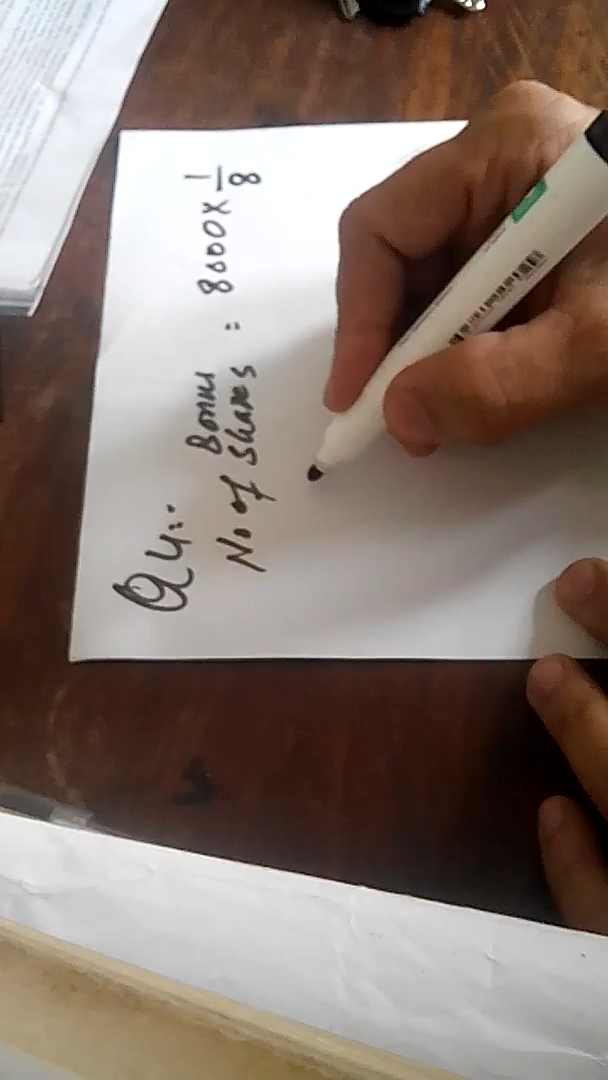 Q4:-
No of Bonus Shares = 8000 x 1/8